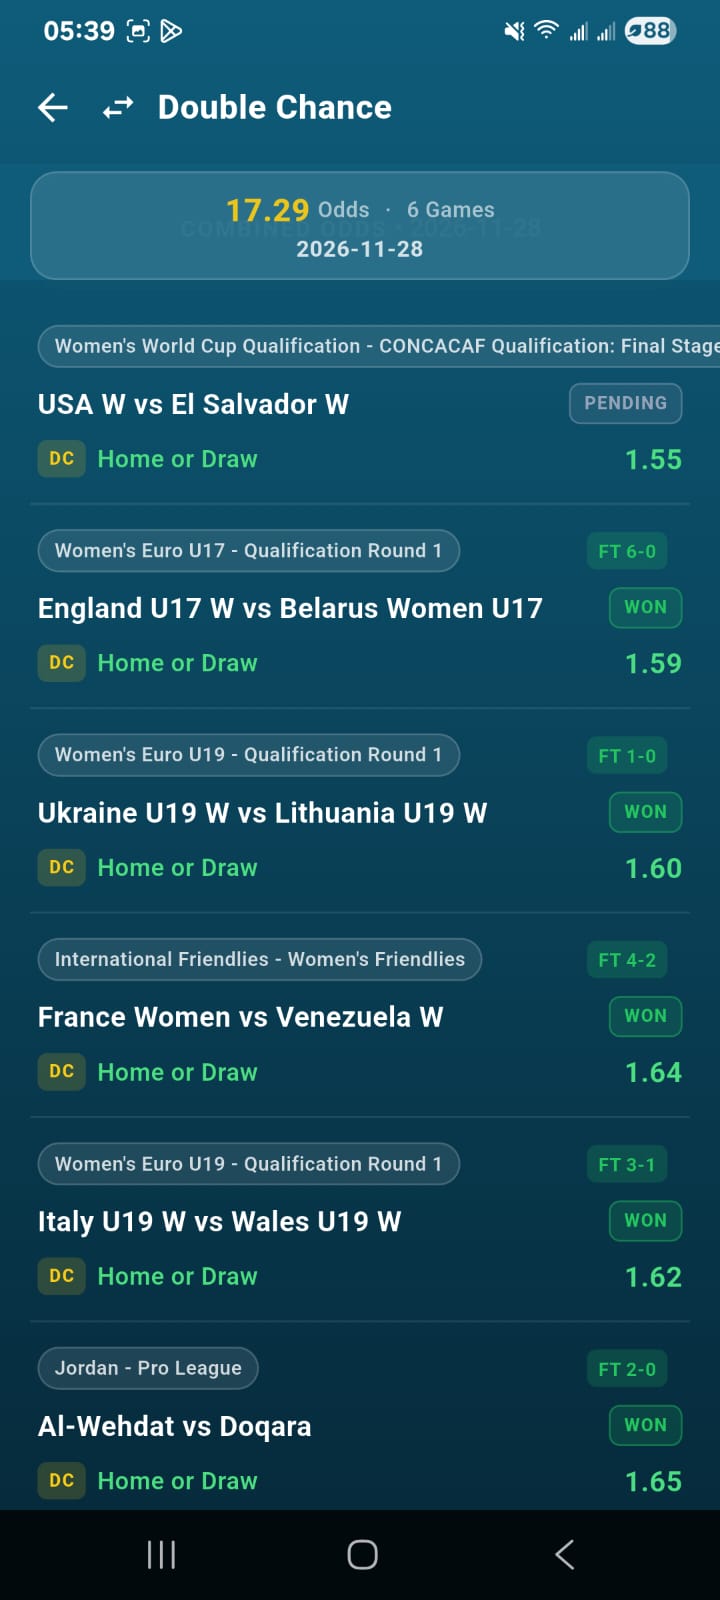 05:39
88
Double Chance
17.29 Odds · 6 Games
COMBINED ODDS • 2026-11-28
2026-11-28
Women's World Cup Qualification - CONCACAF Qualification: Final Stage
USA W vs El Salvador W
PENDING
DC Home or Draw
1.55
Women's Euro U17 - Qualification Round 1
FT 6-0
England U17 W vs Belarus Women U17
WON
DC Home or Draw
1.59
Women's Euro U19 - Qualification Round 1
FT 1-0
Ukraine U19 W vs Lithuania U19 W
WON
DC Home or Draw
1.60
International Friendlies - Women's Friendlies
FT 4-2
France Women vs Venezuela W
WON
DC Home or Draw
1.64
Women's Euro U19 - Qualification Round 1
FT 3-1
Italy U19 W vs Wales U19 W
WON
DC Home or Draw
1.62
Jordan - Pro League
FT 2-0
Al-Wehdat vs Doqara
WON
DC Home or Draw
1.65